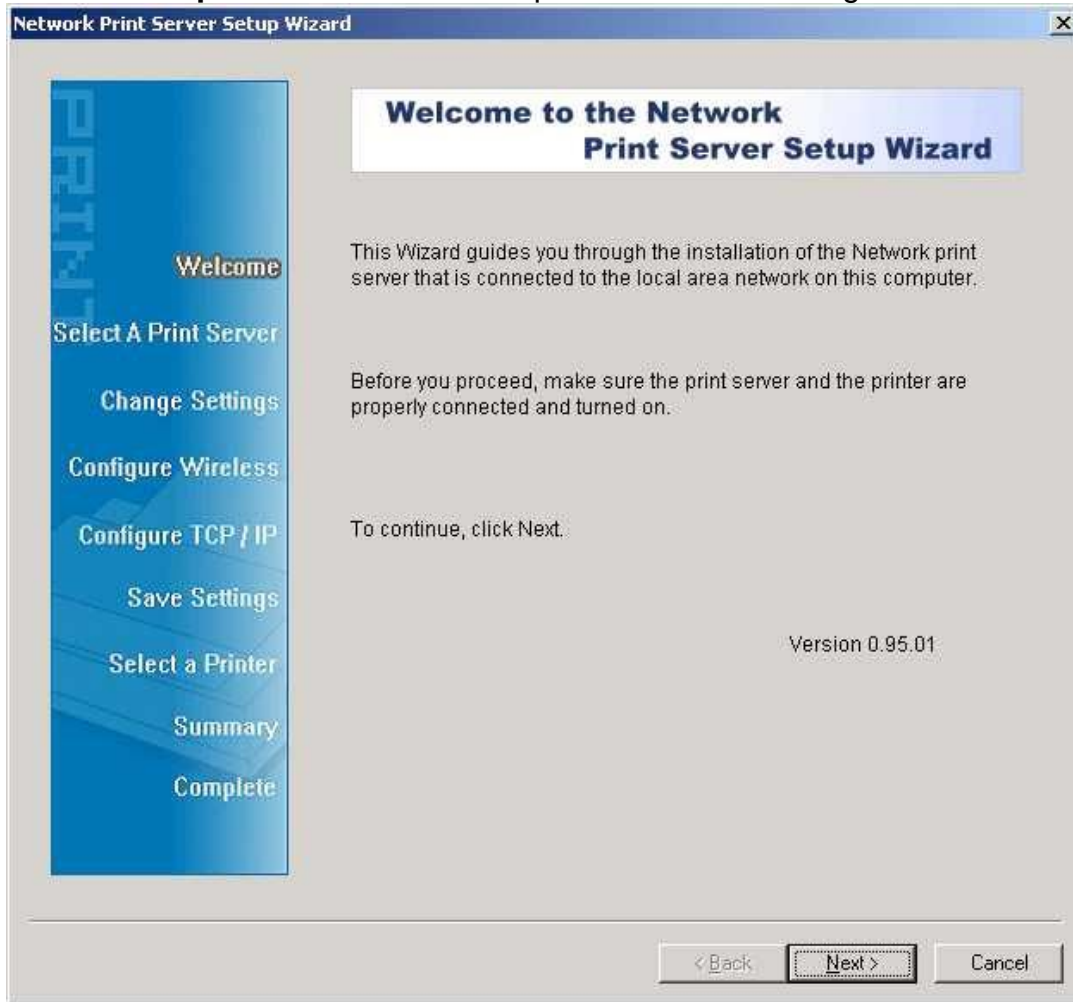 Network Print Server Setup Wizard
PRINT
Welcome
Select A Print Server
Change Settings
Configure Wireless
Configure TCP / IP
Save Settings
Select a Printer
Summary
Complete
Welcome to the Network
Print Server Setup Wizard
This Wizard guides you through the installation of the Network print
server that is connected to the local area network on this computer.
Before you proceed, make sure the print server and the printer are
properly connected and turned on.
To continue, click Next.
Version 0.95.01
< Back
Next >
Cancel